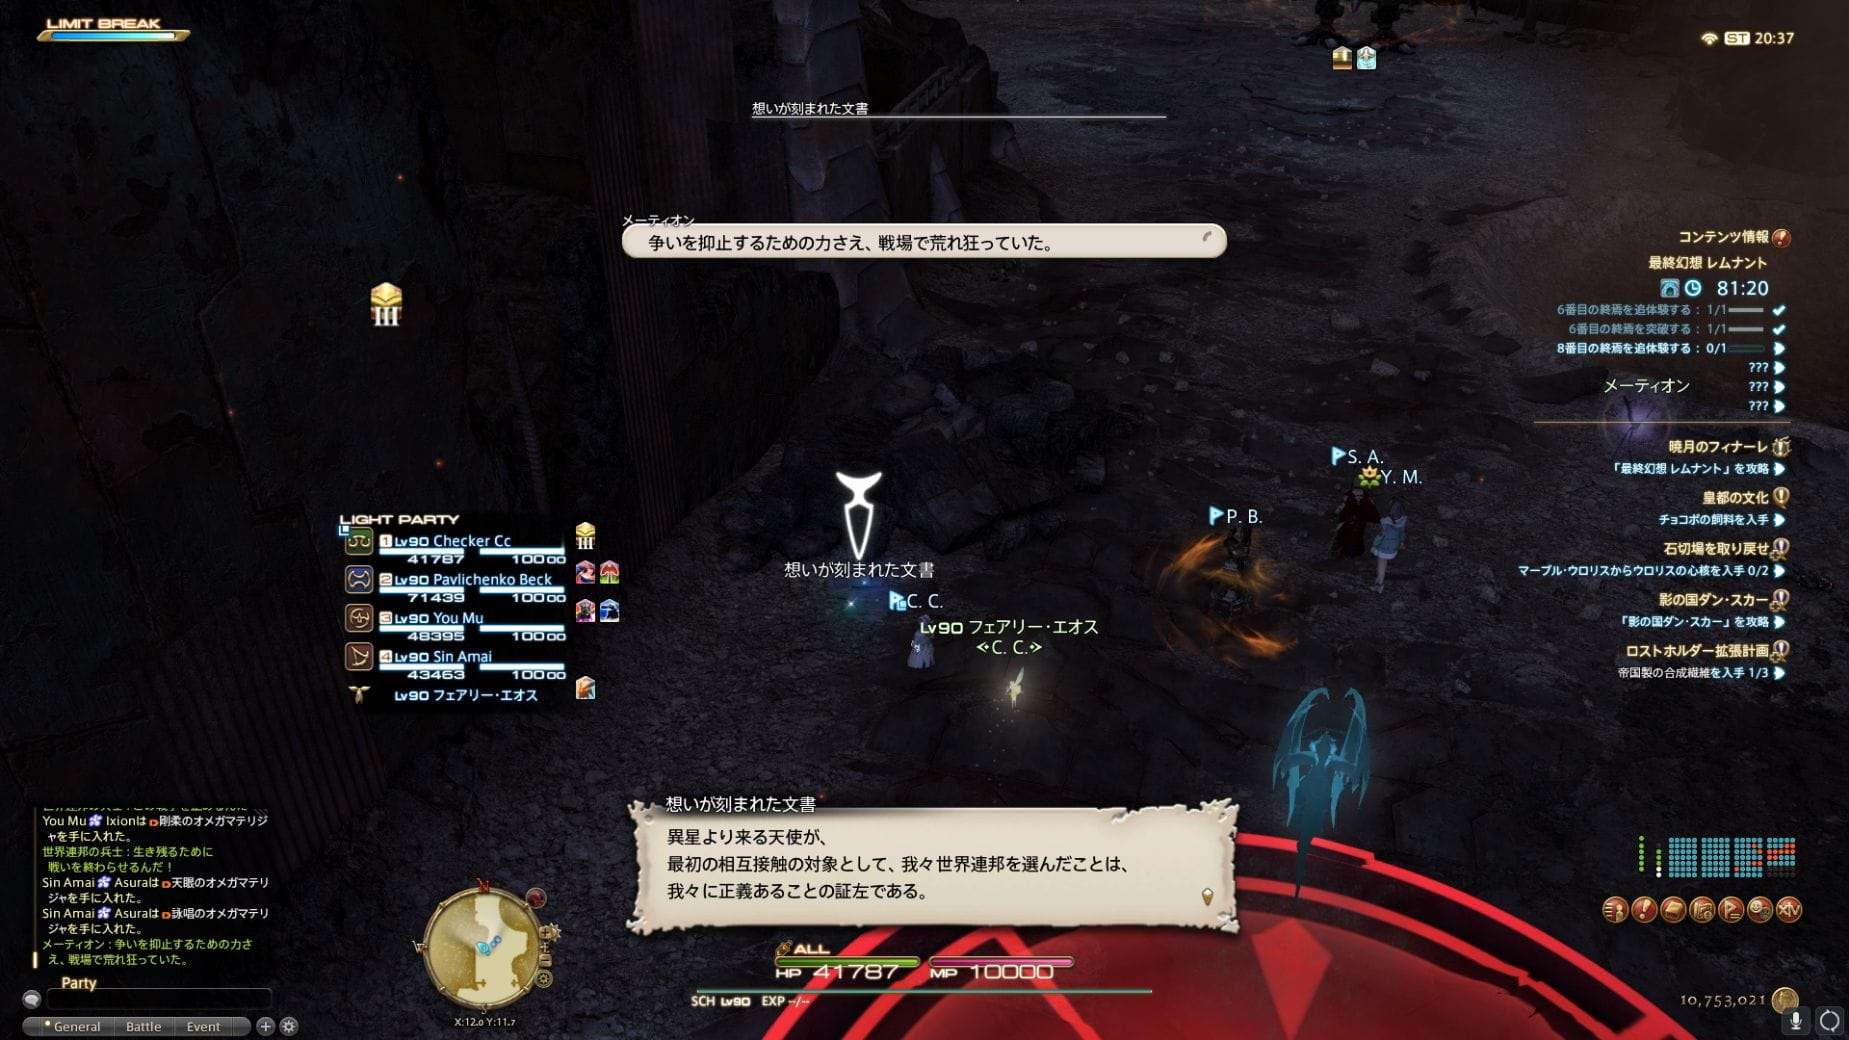 LIMIT BREAK
ST 20:37
想いが刻まれた文書
メーティオン
争いを抑止するための力さえ、戦場で荒れ狂っていた。
コンテンツ情報
最終幻想 レムナント
81:20
6番目の終焉を追体験する : 1/1
6番目の終焉を突破する : 1/1
8番目の終焉を追体験する : 0/1
???
???
???
メーティオン
暁月のフィナーレ
「最終幻想 レムナント」を攻略
皇都の文化
チョコボの飼料を入手
石切場を取り戻せ
マーブル・ウロリスからウロリスの心核を入手 0/2
影の国ダン・スカー
「影の国ダン・スカー」を攻略
ロストホルダー拡張計画
帝国製の合成繊維を入手 1/3
S. A.
Y. M.
P. B.
想いが刻まれた文書
C. C.
Lv90 フェアリー・エオス
<C. C.>
LIGHT PARTY
1 Lv90 Checker Cc
41787 10000
2 Lv90 Pavlichenko Beck
71439 10000
3 Lv90 You Mu
48395 10000
4 Lv90 Sin Amai
43463 10000
Lv90 フェアリー・エオス
III
III
You Mu Ixionは 剛柔のオメガマテリジ
ャを手に入れた。
世界連邦の兵士 : 生き残るために
戦いを終わらせるんだ！
Sin Amai Asuraは 天眼のオメガマテリ
ジャを手に入れた。
Sin Amai Asuraは 詠唱のオメガマテリ
ジャを手に入れた。
メーティオン : 争いを抑止するための力さ
え、戦場で荒れ狂っていた。
Party
General Battle Event
N
W
X:12.0 Y:11.7
想いが刻まれた文書
異星より来る天使が、
最初の相互接触の対象として、我々世界連邦を選んだことは、
我々に正義あることの証左である。
ALL
HP 41787 MP 10000
SCH Lv90 EXP --/--
XIV
10,753,021